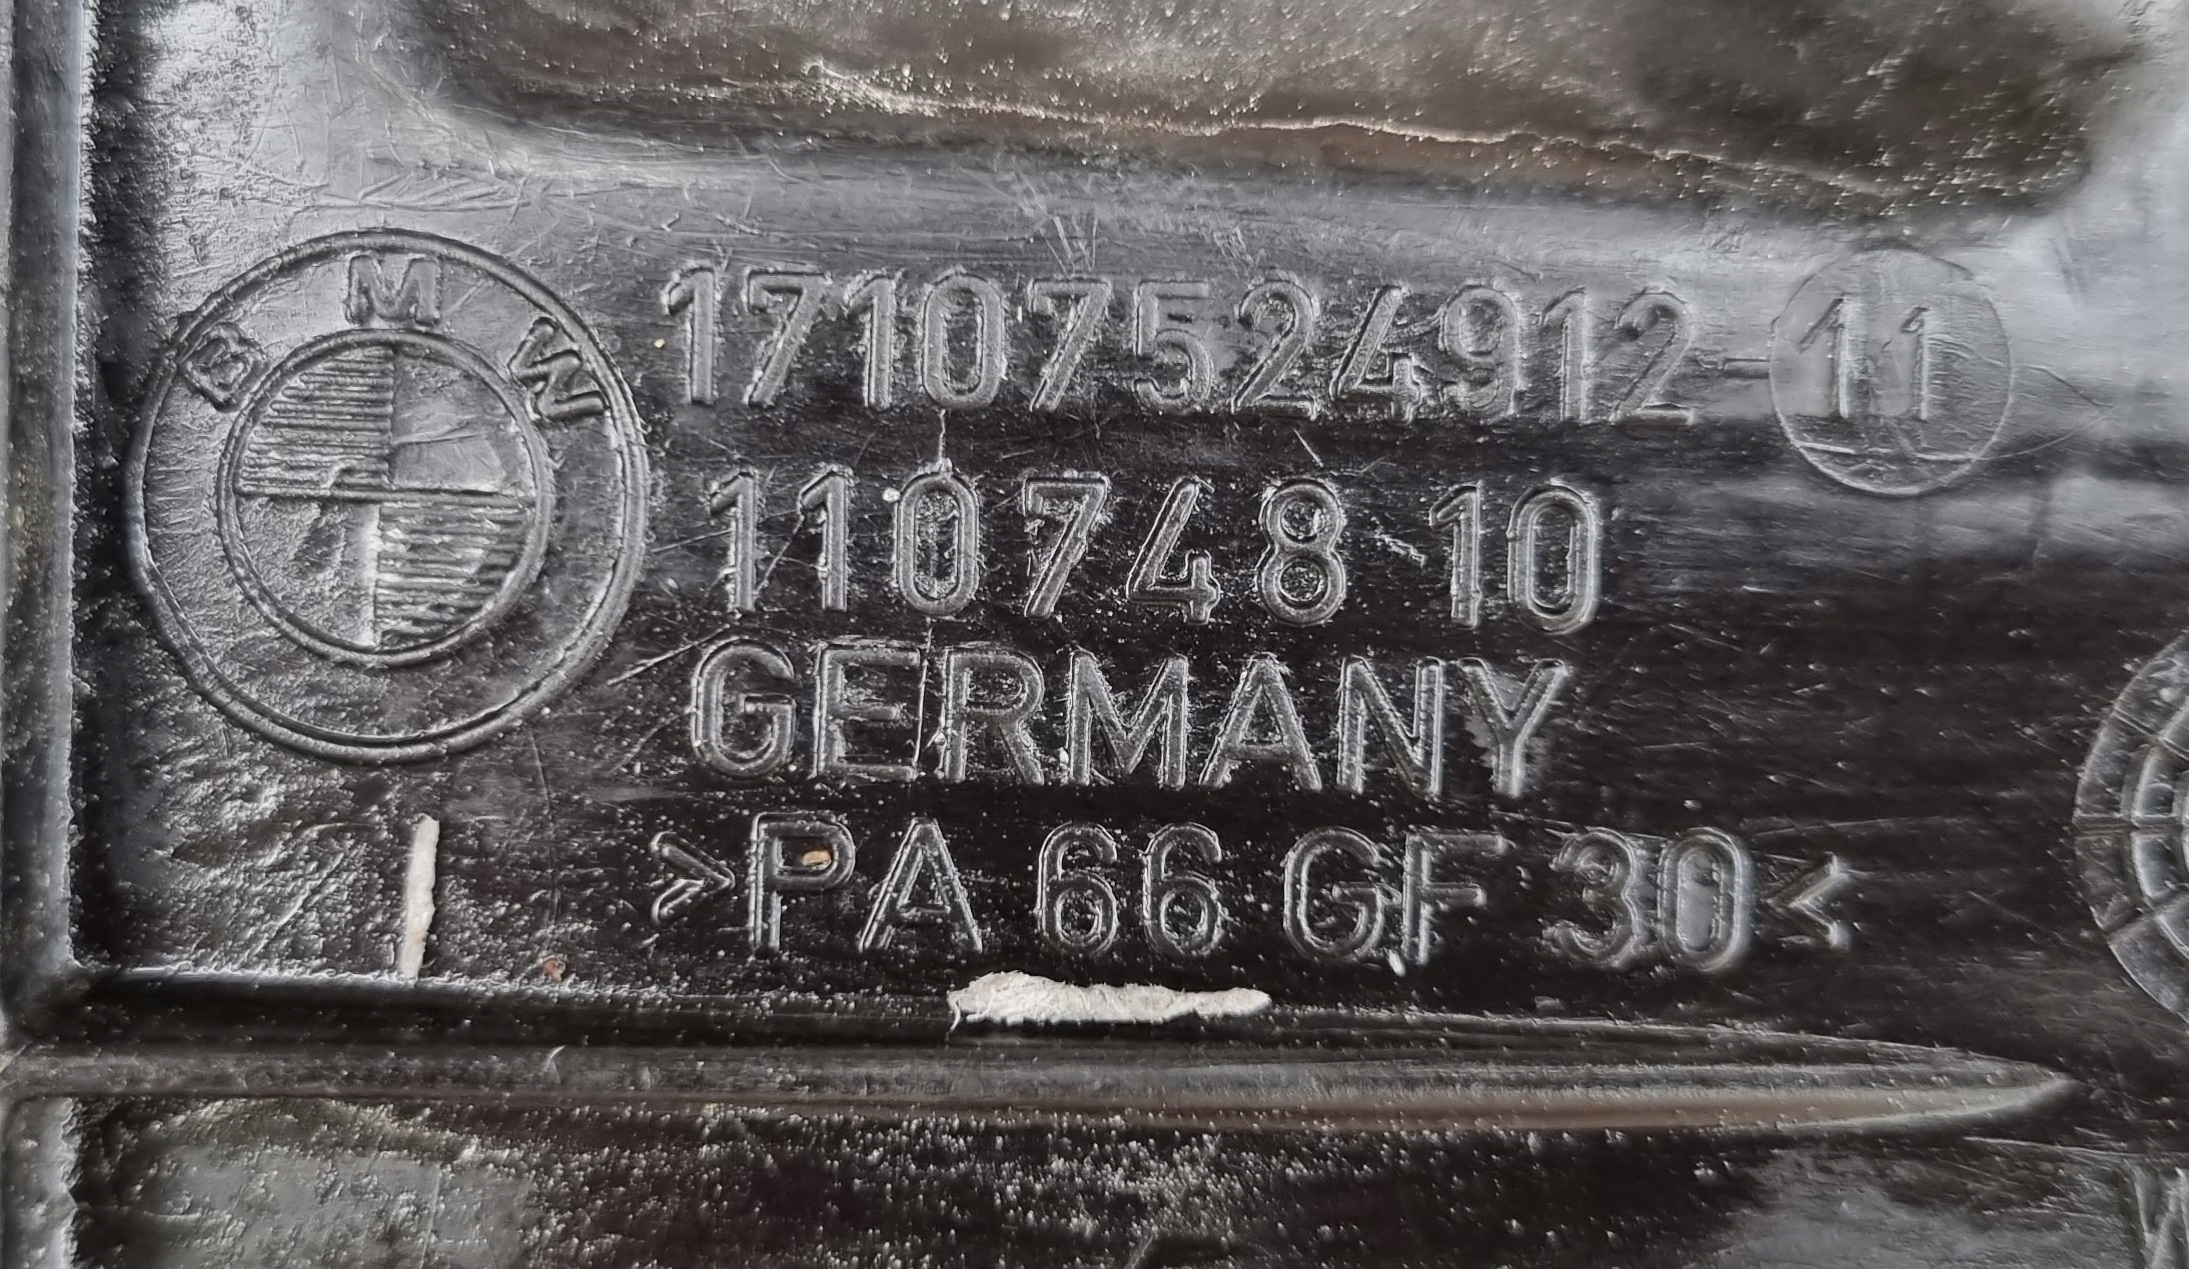 BMW
17107524912-11
110748 10
GERMANY
>PA 66 GF 30<